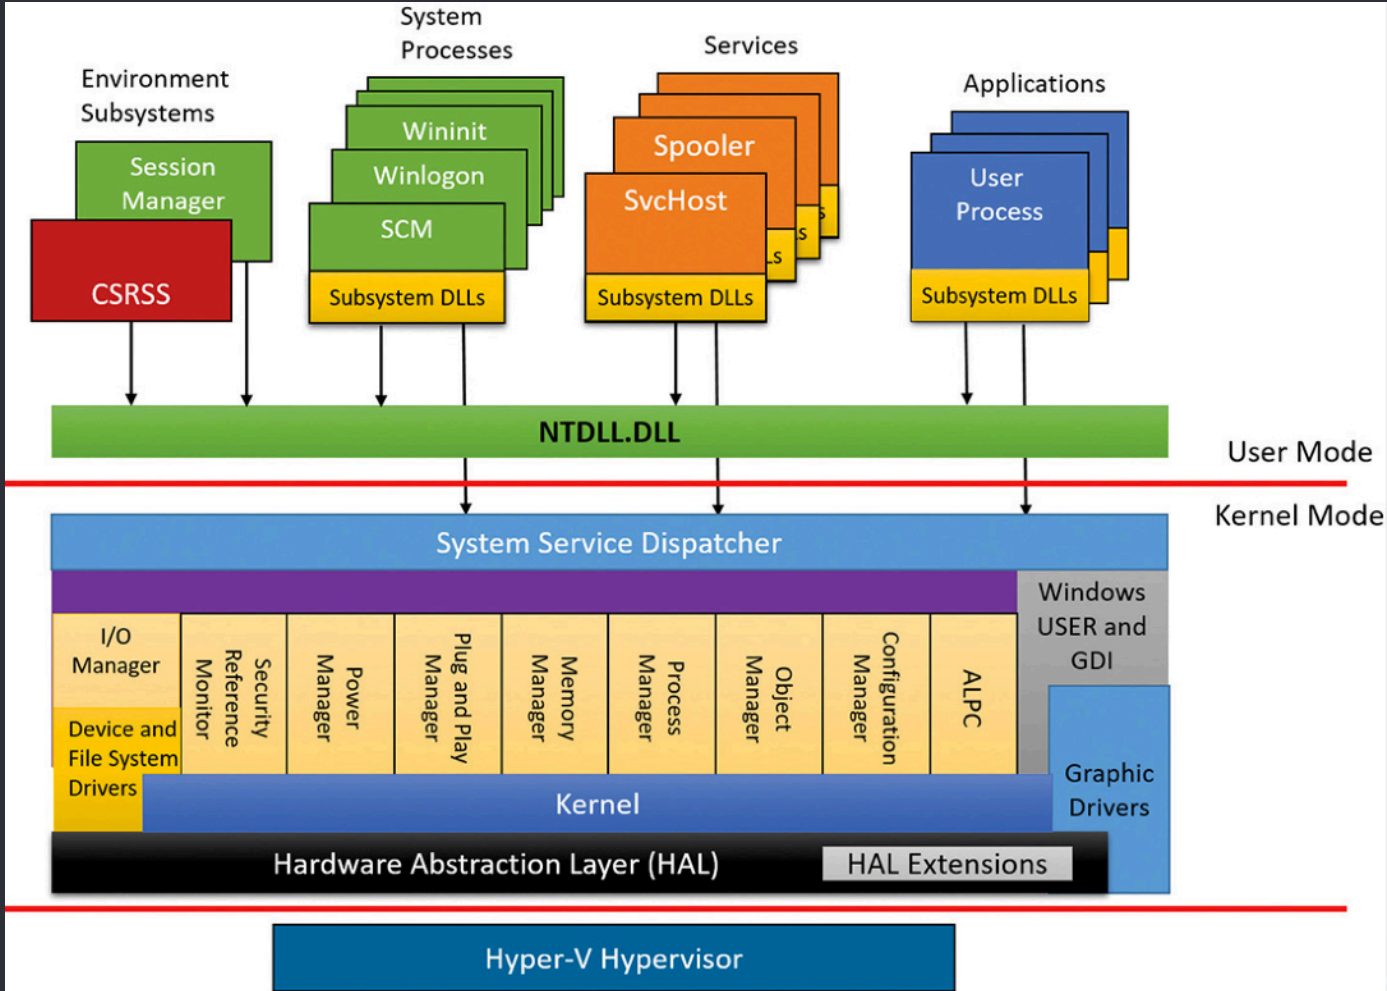 System
Processes
Services
Environment
Subsystems
Applications
Wininit
Spooler
Session
Manager
Winlogon
User
Process
SvcHost
SCM
s
Ls
Ls
CSRSS
Subsystem DLLs
Subsystem DLLs
Subsystem DLLs
NTDLL.DLL
User Mode
Kernel Mode
System Service Dispatcher
Windows
USER and
GDI
I/O
Manager
Security
Reference
Monitor
Power
Manager
Plug and Play
Manager
Memory
Manager
Process
Manager
Object
Manager
Configuration
Manager
ALPC
Device and
File System
Drivers
Graphic
Drivers
Kernel
Hardware Abstraction Layer (HAL)
HAL Extensions
Hyper-V Hypervisor